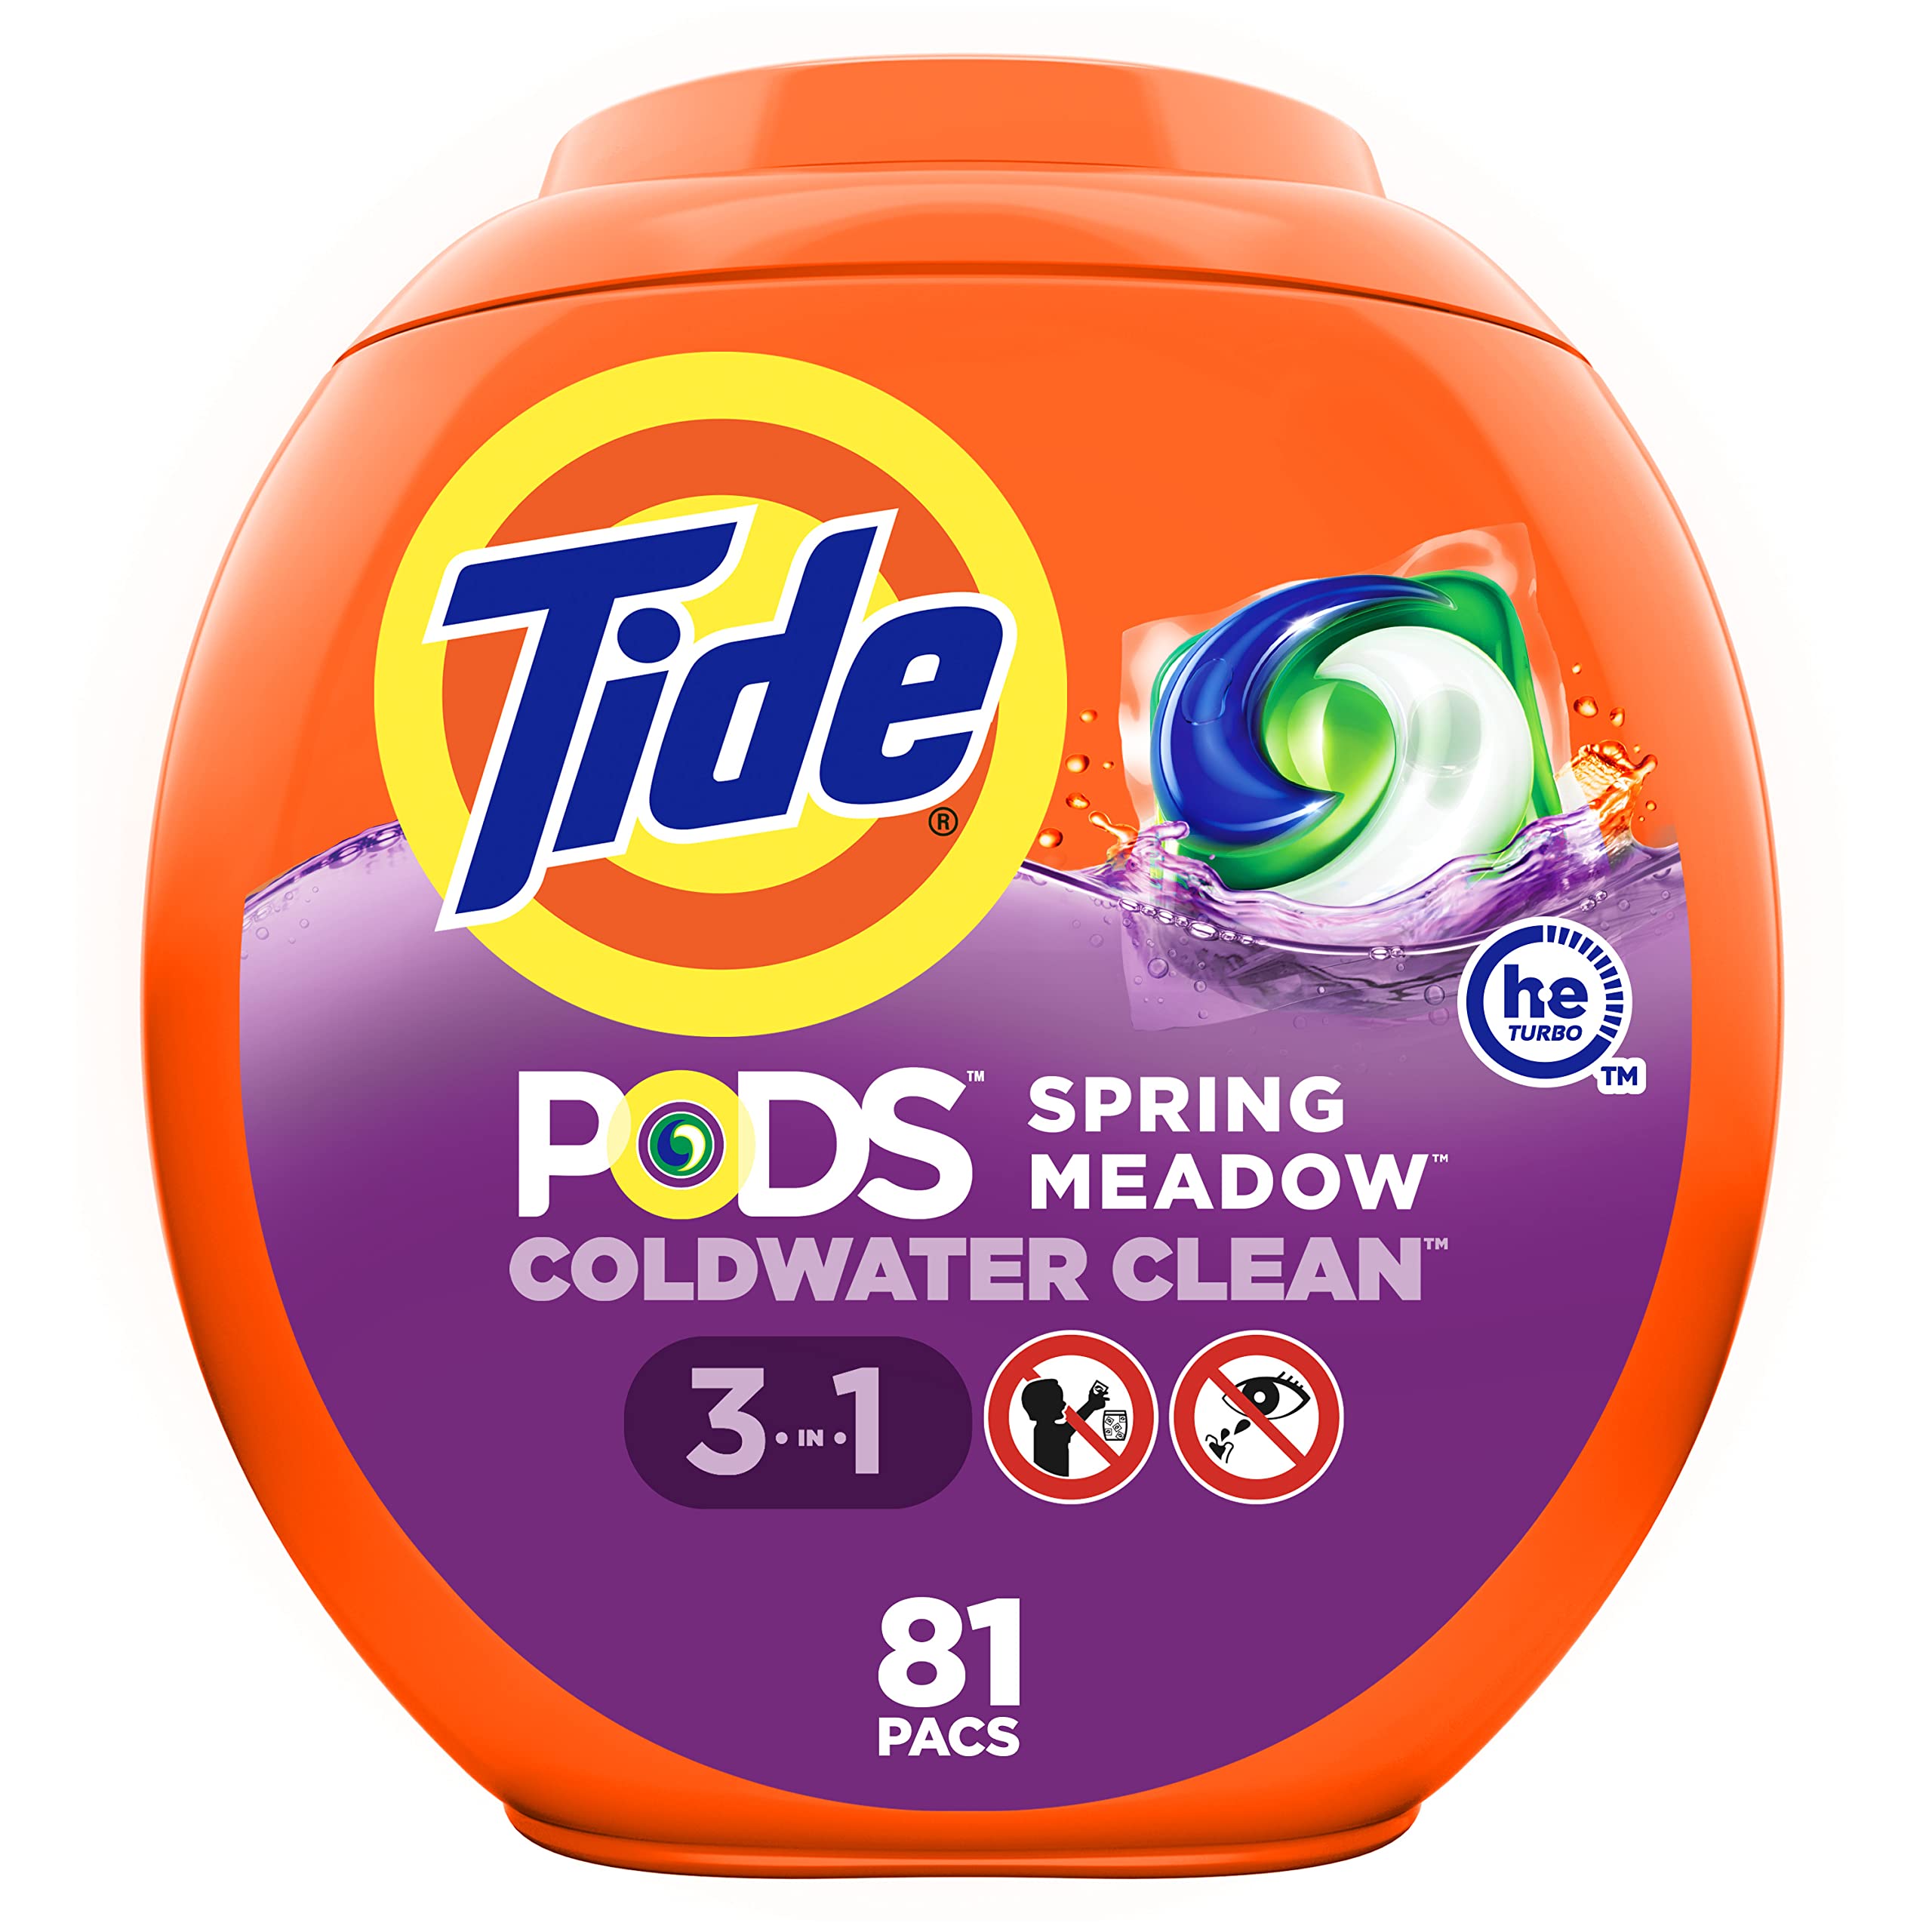 Tide®
he
TURBO
TM
PODS™
SPRING
MEADOW™
COLDWATER CLEAN™
3•IN•1
81
PACS